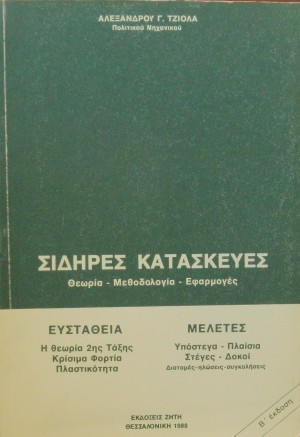 ΑΛΕΞΑΝΔΡΟΥ Γ. ΤΖΙΟΛΑ
Πολιτικού Μηχανικού
ΣΙΔΗΡΕΣ ΚΑΤΑΣΚΕΥΕΣ
Θεωρία - Μεθοδολογία - Εφαρμογές
ΕΥΣΤΑΘΕΙΑ
Η θεωρία 2ης Τάξης
Κρίσιμα Φορτία
Πλαστικότητα
ΜΕΛΕΤΕΣ
Υπόστεγα - Πλαίσια
Στέγες - Δοκοί
Διατομές-ηλώσεις-συγκολήσεις
Β΄ έκδοση
ΕΚΔΟΣΕΙΣ ΖΗΤΗ
ΘΕΣΣΑΛΟΝΙΚΗ 1988